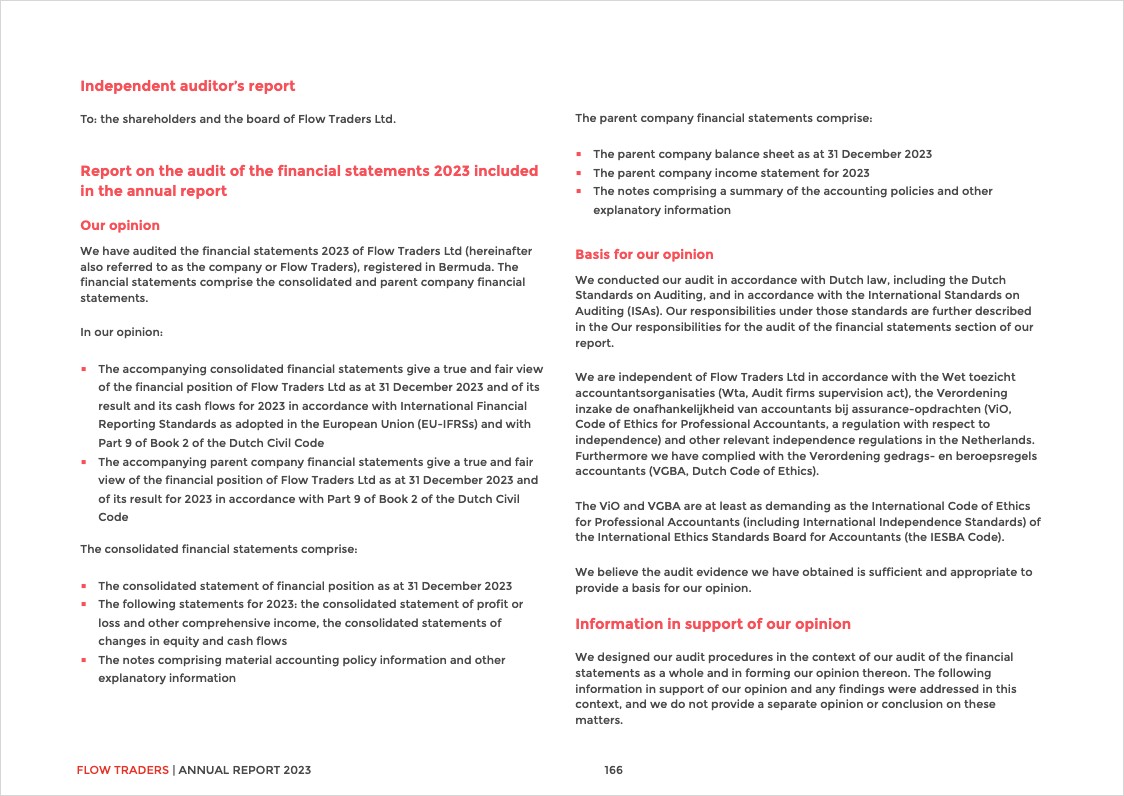 Independent auditor's report
To: the shareholders and the board of Flow Traders Ltd.
Report on the audit of the financial statements 2023 included
in the annual report
Our opinion
We have audited the financial statements 2023 of Flow Traders Ltd (hereinafter
also referred to as the company or Flow Traders), registered in Bermuda. The
financial statements comprise the consolidated and parent company financial
statements.
In our opinion:
▪ The accompanying consolidated financial statements give a true and fair view
of the financial position of Flow Traders Ltd as at 31 December 2023 and of its
result and its cash flows for 2023 in accordance with International Financial
Reporting Standards as adopted in the European Union (EU-IFRSs) and with
Part 9 of Book 2 of the Dutch Civil Code
▪ The accompanying parent company financial statements give a true and fair
view of the financial position of Flow Traders Ltd as at 31 December 2023 and
of its result for 2023 in accordance with Part 9 of Book 2 of the Dutch Civil
Code
The consolidated financial statements comprise:
▪ The consolidated statement of financial position as at 31 December 2023
▪ The following statements for 2023: the consolidated statement of profit or
loss and other comprehensive income, the consolidated statements of
changes in equity and cash flows
▪ The notes comprising material accounting policy information and other
explanatory information
The parent company financial statements comprise:
▪ The parent company balance sheet as at 31 December 2023
▪ The parent company income statement for 2023
▪ The notes comprising a summary of the accounting policies and other
explanatory information
Basis for our opinion
We conducted our audit in accordance with Dutch law, including the Dutch
Standards on Auditing, and in accordance with the International Standards on
Auditing (ISAs). Our responsibilities under those standards are further described
in the Our responsibilities for the audit of the financial statements section of our
report.
We are independent of Flow Traders Ltd in accordance with the Wet toezicht
accountantsorganisaties (Wta, Audit firms supervision act), the Verordening
inzake de onafhankelijkheid van accountants bij assurance-opdrachten (ViO,
Code of Ethics for Professional Accountants, a regulation with respect to
independence) and other relevant independence regulations in the Netherlands.
Furthermore we have complied with the Verordening gedrags- en beroepsregels
accountants (VGBA, Dutch Code of Ethics).
The ViO and VGBA are at least as demanding as the International Code of Ethics
for Professional Accountants (including International Independence Standards) of
the International Ethics Standards Board for Accountants (the IESBA Code).
We believe the audit evidence we have obtained is sufficient and appropriate to
provide a basis for our opinion.
Information in support of our opinion
We designed our audit procedures in the context of our audit of the financial
statements as a whole and in forming our opinion thereon. The following
information in support of our opinion and any findings were addressed in this
context, and we do not provide a separate opinion or conclusion on these
matters.
FLOW TRADERS | ANNUAL REPORT 2023
166